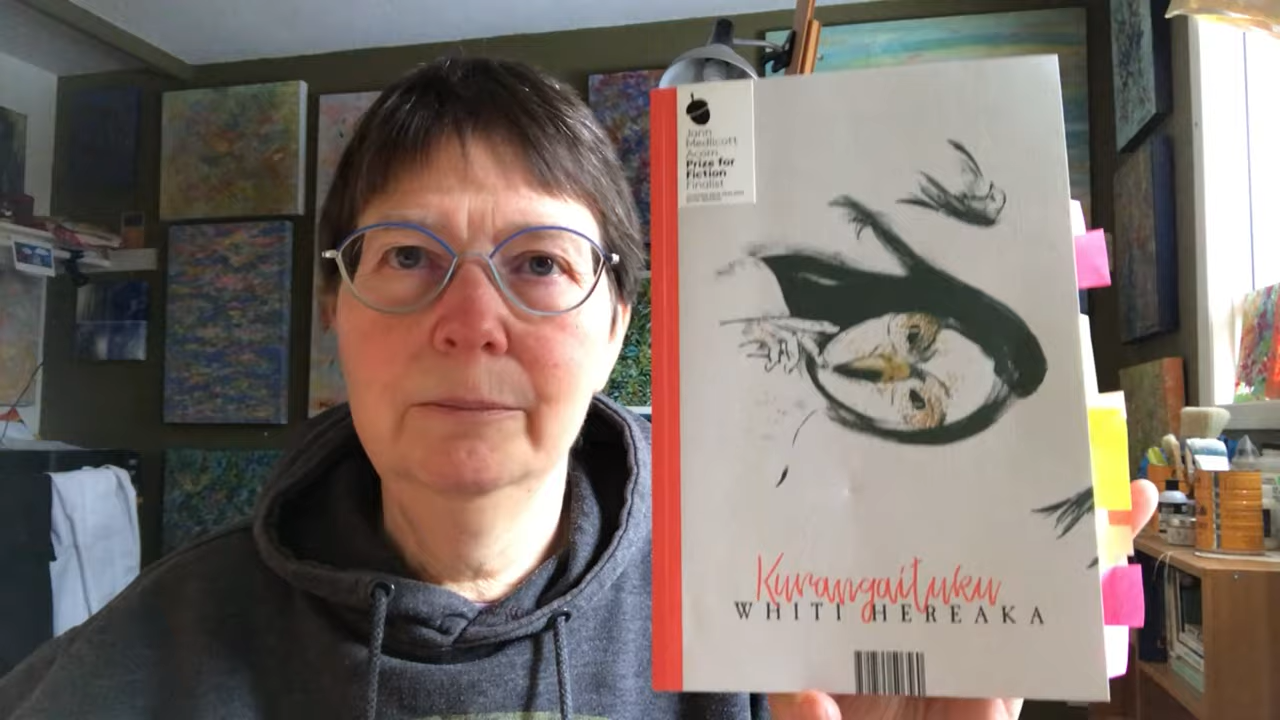 Jann
Medlicott
Acorn
Prize for
Fiction
Finalist
Kurangaituku
WHITI HEREAKA